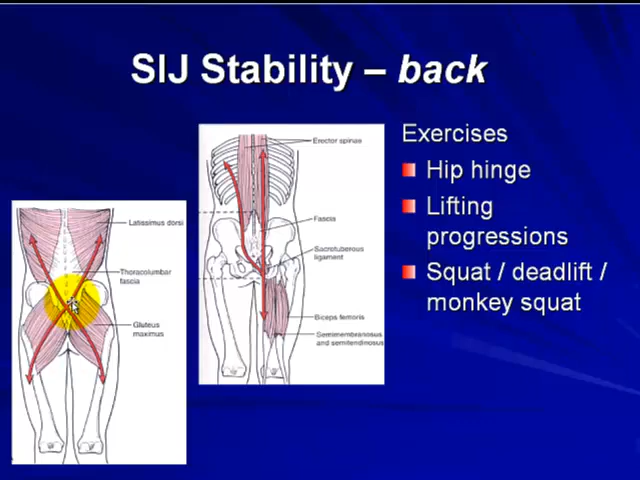 SIJ Stability – back
Latissimus dorsi
Thoracolumbar
fascia
Gluteus
maximus
Erector spinae
Fascia
Sacrotuberous
ligament
Biceps femoris
Semimembranosus
and semitendinosus
Exercises
Hip hinge
Lifting
progressions
Squat / deadlift /
monkey squat